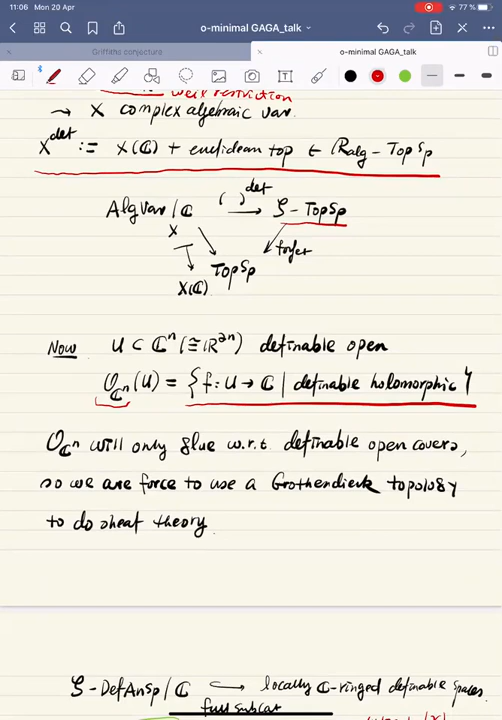 11:06 Mon 20 Apr
77 %
o-minimal GAGA_talk
Griffiths conjecture
o-minimal GAGA_talk
weak restriction
⇝ X complex algebraic var.
X^def := X(ℂ) + euclidean top ∈ ℝalg - TopSp
( )^def
AlgVar/ℂ → S - TopSp
X
forget
TopSp
X(ℂ)
Now U ⊂ ℂ^n (≅ ℝ^2n) definable open
O_ℂ^n (U) = { f: U → ℂ | definable holomorphic }
O_ℂ^n will only glue w.r.t. definable open covers,
so we are force to use a Grothendieck topology
to do sheaf theory.
S - DefAnSp/ℂ ↪ locally ℂ-ringed definable spaces.
full subcat